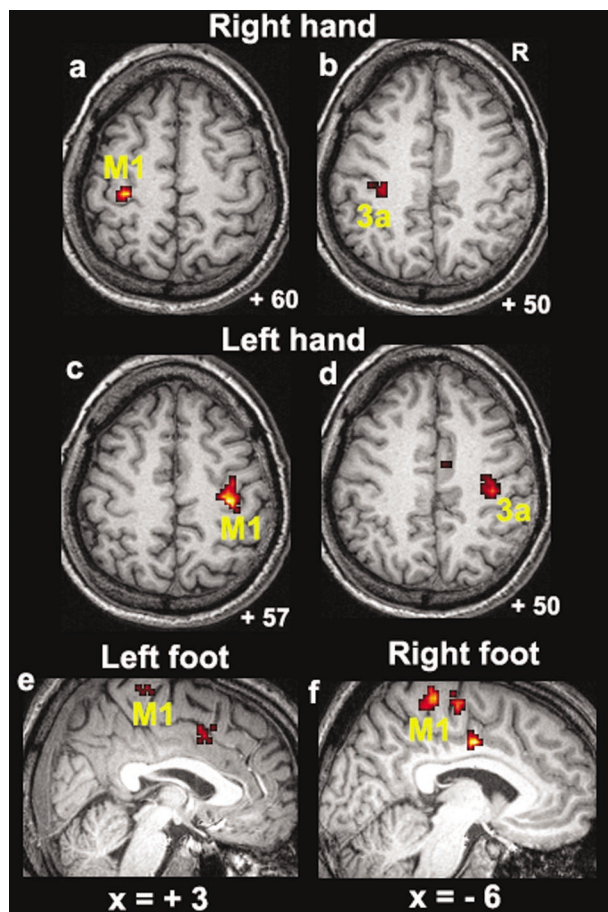 Right hand
a
b
R
M1
3a
+ 60
+ 50
Left hand
c
d
M1
3a
+ 57
+ 50
Left foot
Right foot
e
f
M1
M1
x = + 3
x = - 6